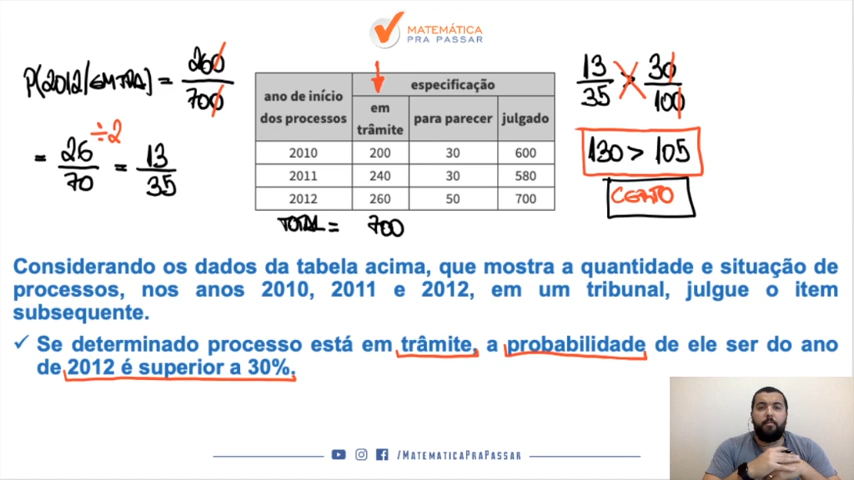 MATEMÁTICA
PRA PASSAR
P(2012/EM TRA) = 260/700
= 26/70 ÷2 = 13/35
ano de início dos processos
especificação
em trâmite
para parecer
julgado
2010 200 30 600
2011 240 30 580
2012 260 50 700
TOTAL = 700
13/35 > 30/100
130 > 105
CERTO
Considerando os dados da tabela acima, que mostra a quantidade e situação de
processos, nos anos 2010, 2011 e 2012, em um tribunal, julgue o item
subsequente.
✓ Se determinado processo está em trâmite, a probabilidade de ele ser do ano
de 2012 é superior a 30%.
/MATEMATICAPRAPASSAR